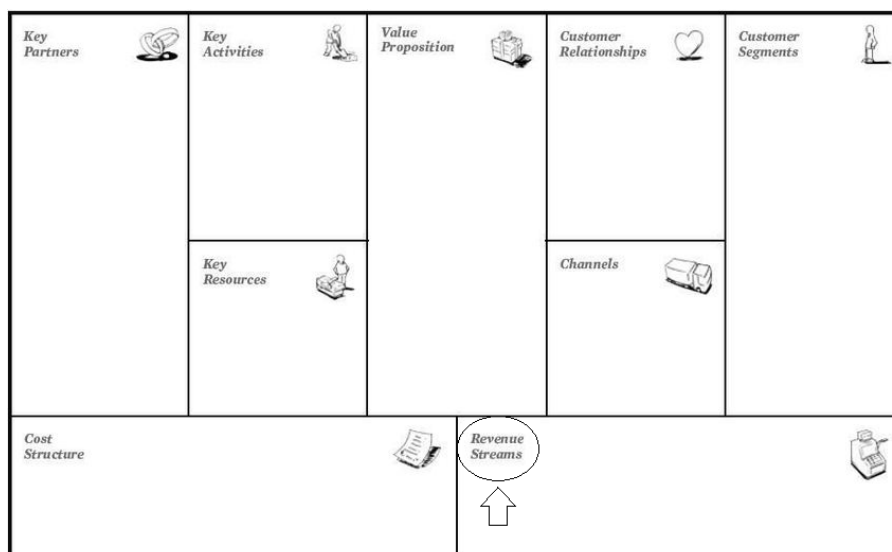 Key
Partners
Key
Activities
Value
Proposition
Customer
Relationships
Customer
Segments
Key
Resources
Channels
Cost
Structure
Revenue
Streams